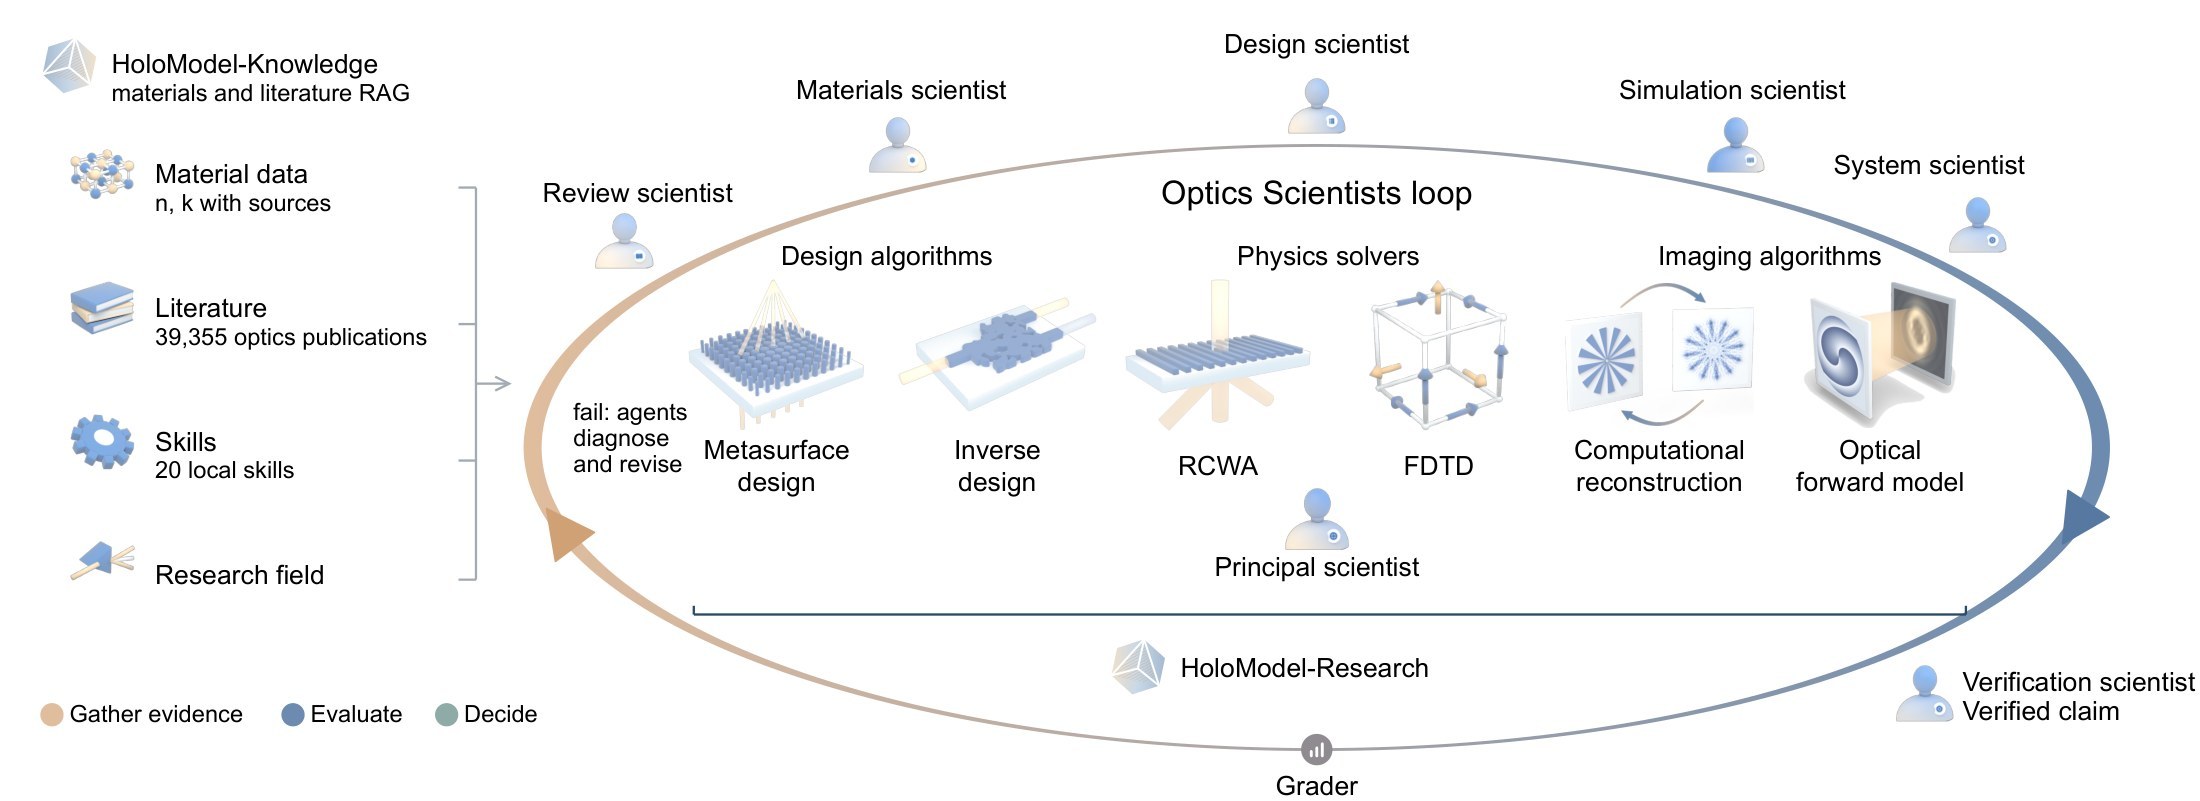 HoloModel-Knowledge
materials and literature RAG
Material data
n, k with sources
Literature
39,355 optics publications
Skills
20 local skills
Research field
Gather evidence
Evaluate
Decide
Review scientist
Materials scientist
Design scientist
Simulation scientist
System scientist
Optics Scientists loop
Design algorithms
Physics solvers
Imaging algorithms
fail: agents
diagnose
and revise
Metasurface
design
Inverse
design
RCWA
FDTD
Computational
reconstruction
Optical
forward model
Principal scientist
HoloModel-Research
Verification scientist
Verified claim
Grader